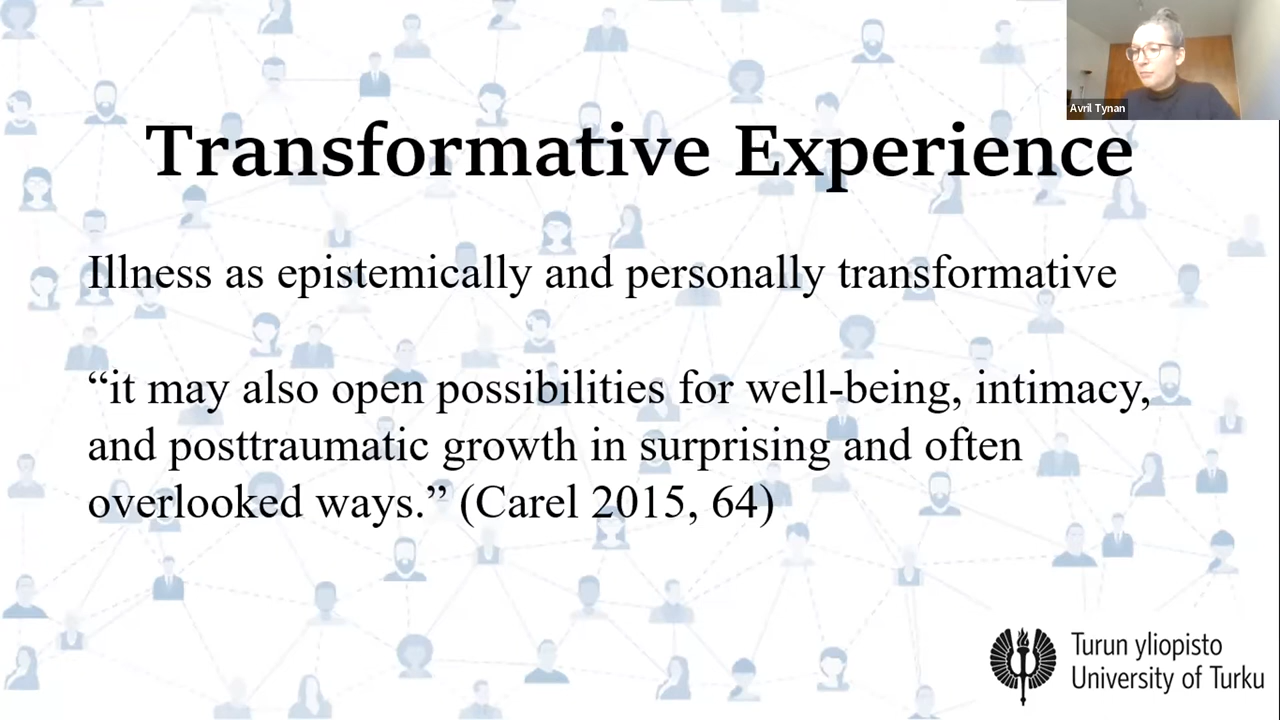 Avril Tynan
Transformative Experience
Illness as epistemically and personally transformative
“it may also open possibilities for well-being, intimacy,
and posttraumatic growth in surprising and often
overlooked ways.” (Carel 2015, 64)
Turun yliopisto
University of Turku